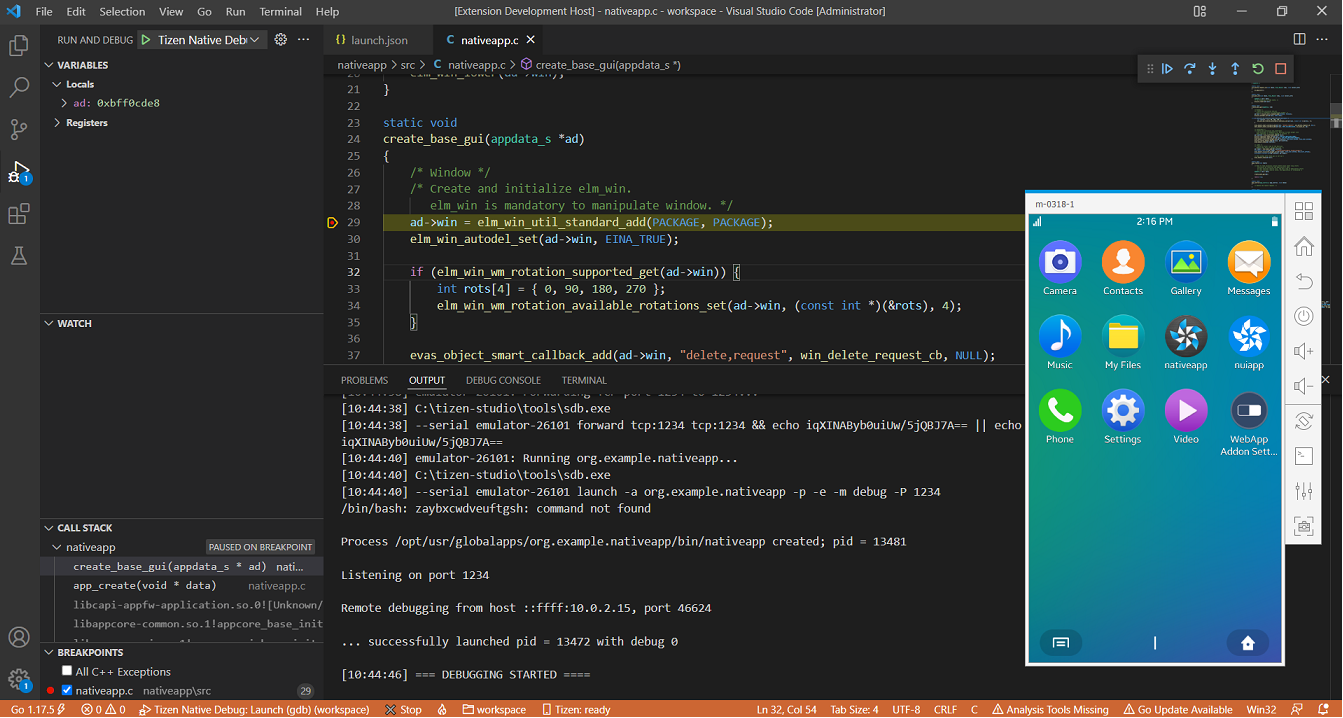 File Edit Selection View Go Run Terminal Help
[Extension Development Host] - nativeapp.c - workspace - Visual Studio Code [Administrator]
RUN AND DEBUG Tizen Native Deb
launch.json
C nativeapp.c
nativeapp > src > C nativeapp.c > create_base_gui(appdata_s *)
VARIABLES
Locals
ad: 0xbff0cde8
Registers
WATCH
CALL STACK
nativeapp PAUSED ON BREAKPOINT
create_base_gui(appdata_s * ad) nati...
app_create(void * data) nativeapp.c
libcapi-appfw-application.so.0![Unknown/
libappcore-common.so.1!appcore_base_init
BREAKPOINTS
All C++ Exceptions
nativeapp.c nativeapp\src 29
21 }
22
23 static void
24 create_base_gui(appdata_s *ad)
25 {
26 /* Window */
27 /* Create and initialize elm_win.
28 elm_win is mandatory to manipulate window. */
29 ad->win = elm_win_util_standard_add(PACKAGE, PACKAGE);
30 elm_win_autodel_set(ad->win, EINA_TRUE);
31
32 if (elm_win_wm_rotation_supported_get(ad->win)) {
33 int rots[4] = { 0, 90, 180, 270 };
34 elm_win_wm_rotation_available_rotations_set(ad->win, (const int *)(&rots), 4);
35 }
36
37 evas_object_smart_callback_add(ad->win, "delete,request", win_delete_request_cb, NULL);
PROBLEMS OUTPUT DEBUG CONSOLE TERMINAL
[10:44:38] C:\tizen-studio\tools\sdb.exe
[10:44:38] --serial emulator-26101 forward tcp:1234 tcp:1234 && echo iqXINAByb0uiUw/5jQBJ7A== || echo
iqXINAByb0uiUw/5jQBJ7A==
[10:44:40] emulator-26101: Running org.example.nativeapp...
[10:44:40] C:\tizen-studio\tools\sdb.exe
[10:44:40] --serial emulator-26101 launch -a org.example.nativeapp -p -e -m debug -P 1234
/bin/bash: zaybxcwdveuftgsh: command not found
Process /opt/usr/globalapps/org.example.nativeapp/bin/nativeapp created; pid = 13481
Listening on port 1234
Remote debugging from host ::ffff:10.0.2.15, port 46624
... successfully launched pid = 13472 with debug 0
[10:44:46] === DEBUGGING STARTED ====
m-0318-1
2:16 PM
Camera Contacts Gallery Messages
Music My Files nativeapp nuiapp
Phone Settings Video WebApp
Addon Sett...
1
1
Go 1.17.5 0 0 Tizen Native Debug: Launch (gdb) (workspace) Stop workspace Tizen: ready Ln 32, Col 54 Tab Size: 4 UTF-8 CRLF C Analysis Tools Missing Go Update Available Win32